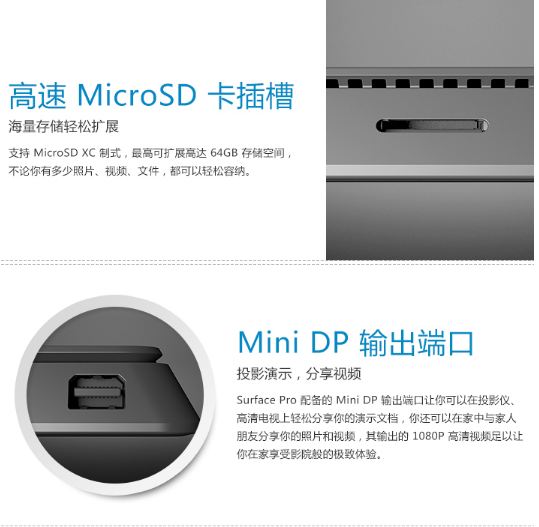 高速 MicroSD 卡插槽
海量存储轻松扩展
支持 MicroSD XC 制式，最高可扩展高达 64GB 存储空间，
不论你有多少照片、视频、文件，都可以轻松容纳。
Mini DP 输出端口
投影演示，分享视频
Surface Pro 配备的 Mini DP 输出端口让你可以在投影仪、
高清电视上轻松分享你的演示文档，你还可以在家中与家人
朋友分享你的照片和视频，其输出的 1080P 高清视频足以让
你在家享受影院般的极致体验。